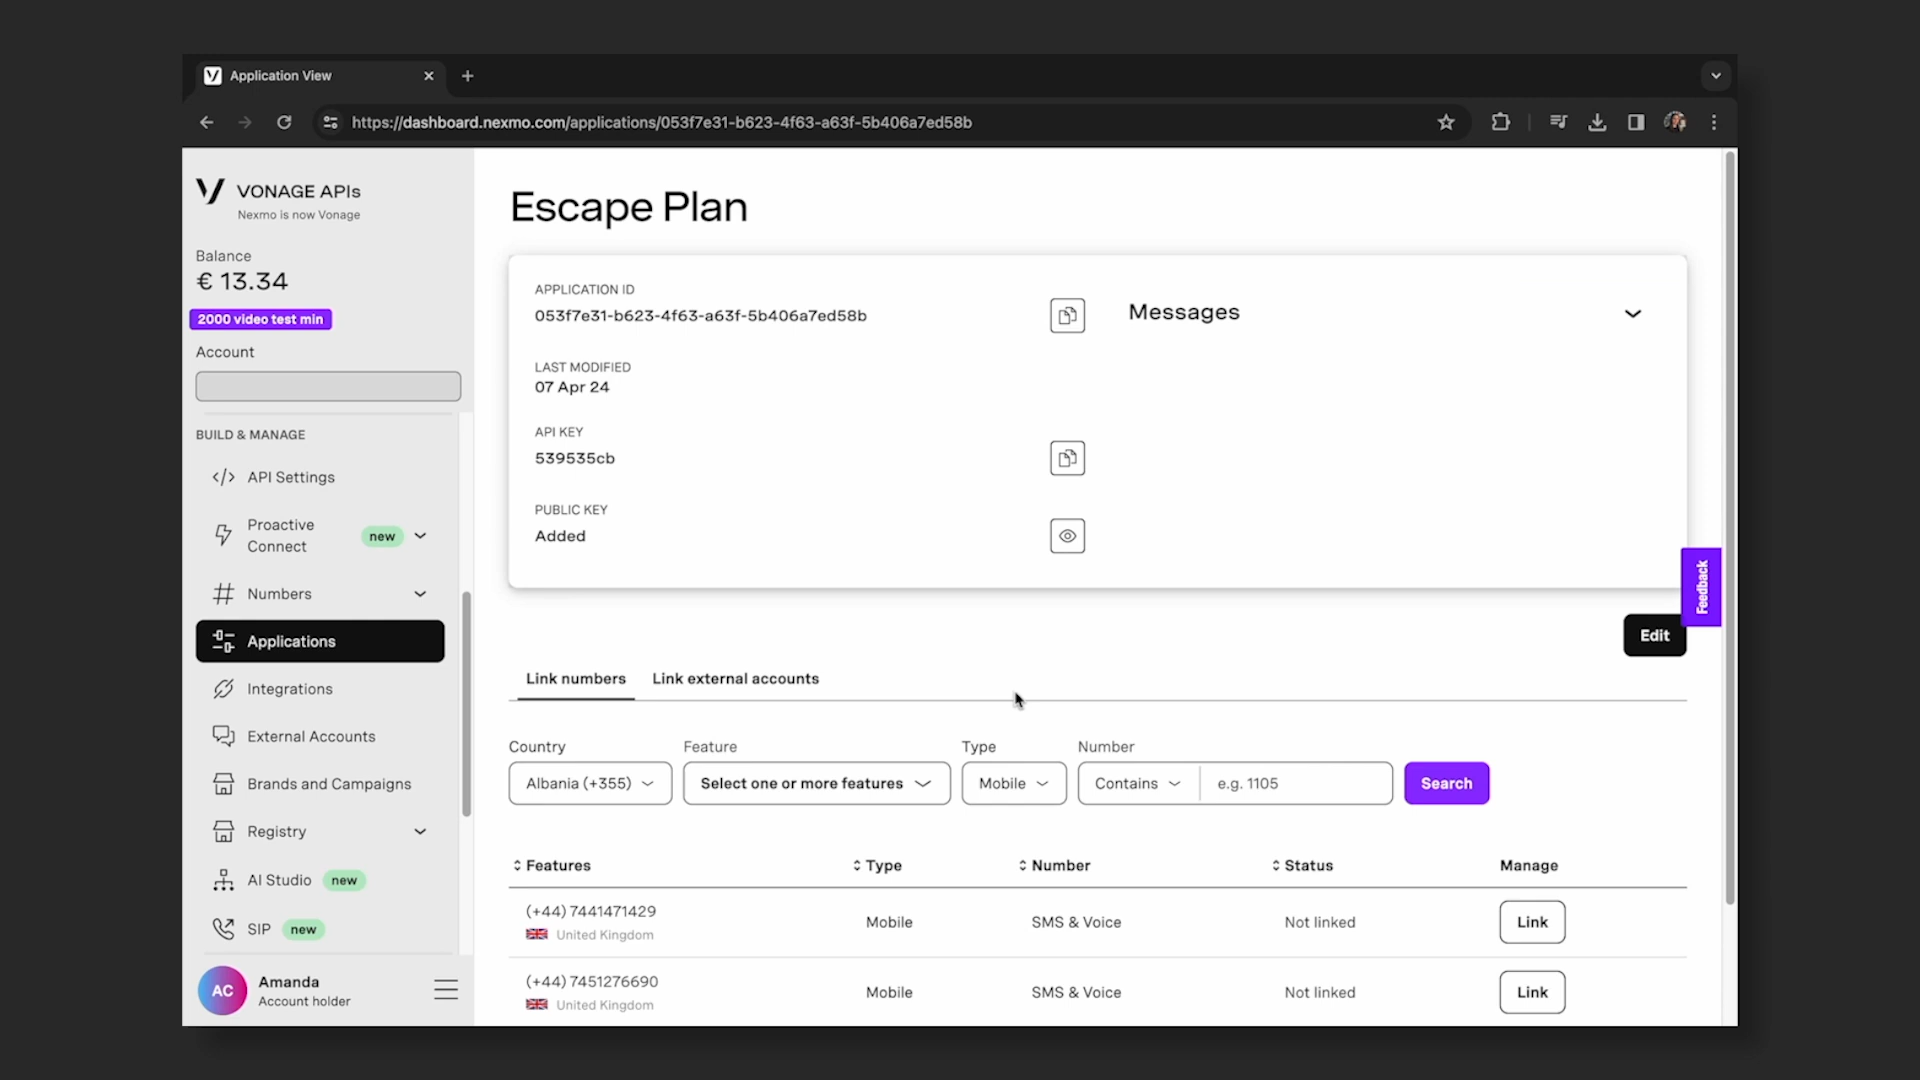 Application View
https://dashboard.nexmo.com/applications/053f7e31-b623-4f63-a63f-5b406a7ed58b
VONAGE APIs
Nexmo is now Vonage
Balance
€ 13.34
2000 video test min
Account
BUILD & MANAGE
API Settings
Proactive
Connect
new
Numbers
Applications
Integrations
External Accounts
Brands and Campaigns
Registry
AI Studio new
SIP new
AC
Amanda
Account holder
Escape Plan
APPLICATION ID
053f7e31-b623-4f63-a63f-5b406a7ed58b
Messages
LAST MODIFIED
07 Apr 24
API KEY
539535cb
PUBLIC KEY
Added
Feedback
Edit
Link numbers Link external accounts
Country Feature Type Number
Albania (+355) Select one or more features Mobile Contains e.g. 1105 Search
Features Type Number Status Manage
(+44) 7441471429
United Kingdom
Mobile SMS & Voice Not linked Link
(+44) 7451276690
United Kingdom
Mobile SMS & Voice Not linked Link